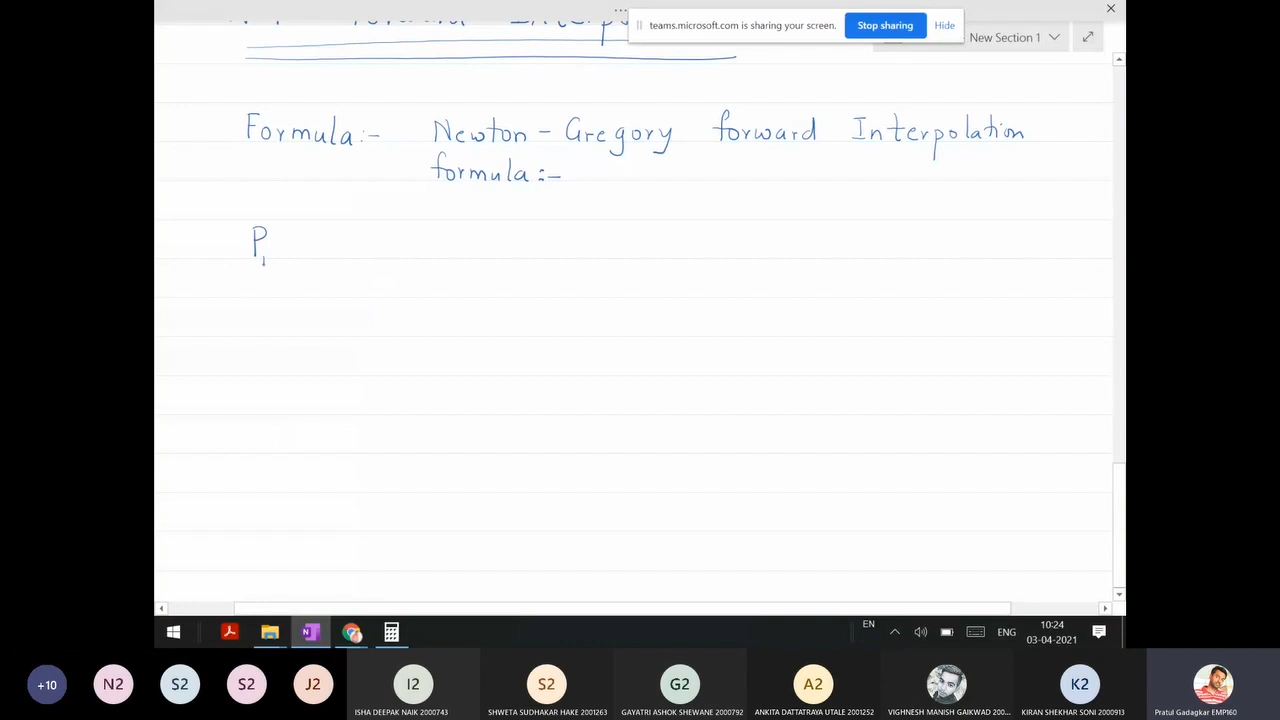 forward
teams.microsoft.com is sharing your screen.
Stop sharing
Hide
New Section 1
Formula:- Newton-Gregory forward Interpolation
formula:-
P
EN
ENG
10:24
03-04-2021
+10
N2
S2
S2
J2
I2
S2
G2
A2
K2
ISHA DEEPAK NAIK 2000743
SHWETA SUDHAKAR HAKE 2001263
GAYATRI ASHOK SHEWANE 2000792
ANKITA DATTATRAYA UTALE 2001252
VIGHNESH MANISH GAIKWAD 200...
KIRAN SHEKHAR SONI 2000913
Pratul Gadagkar EMP160